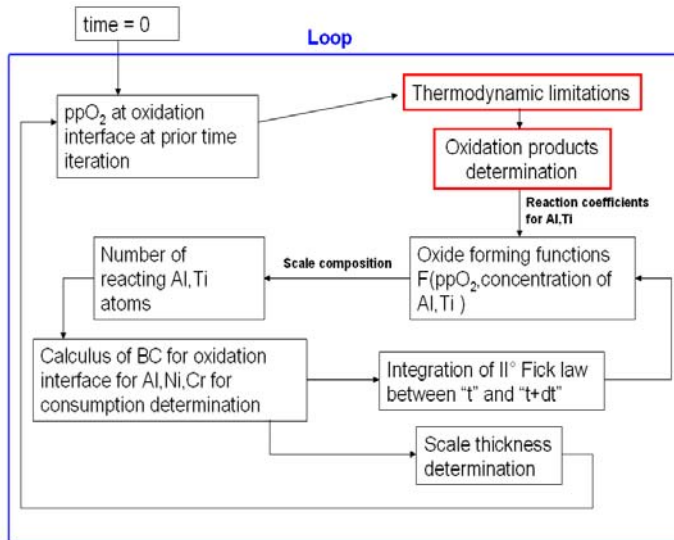 time = 0
Loop
ppO₂ at oxidation
interface at prior time
iteration
Thermodynamic limitations
Oxidation products
determination
Reaction coefficients
for Al,Ti
Number of
reacting Al,Ti
atoms
Scale composition
Oxide forming functions
F(ppO₂,concentration of
Al,Ti )
Calculus of BC for oxidation
interface for Al,Ni,Cr for
consumption determination
Integration of II° Fick law
between “t” and “t+dt”
Scale thickness
determination